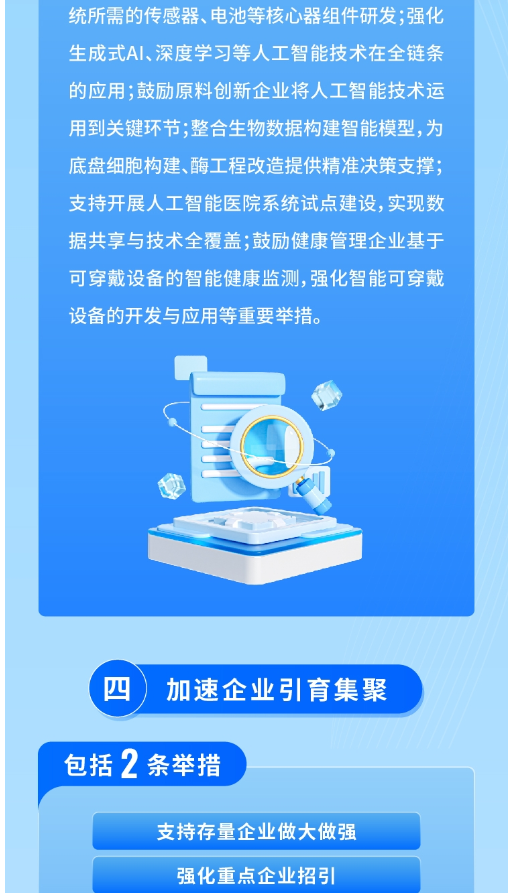 统所需的传感器、电池等核心器组件研发；强化
生成式AI、深度学习等人工智能技术在全链条
的应用；鼓励原料创新企业将人工智能技术运
用到关键环节；整合生物数据构建智能模型，为
底盘细胞构建、酶工程改造提供精准决策支撑；
支持开展人工智能医院系统试点建设，实现数
据共享与技术全覆盖；鼓励健康管理企业基于
可穿戴设备的智能健康监测，强化智能可穿戴
设备的开发与应用等重要举措。
四 加速企业引育集聚
包括2条举措
支持存量企业做大做强
强化重点企业招引